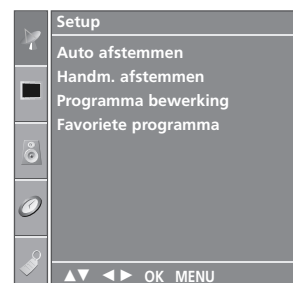 Setup
Auto afstemmen
Handm. afstemmen
Programma bewerking
Favoriete programma
▲▼ ◄► OK MENU